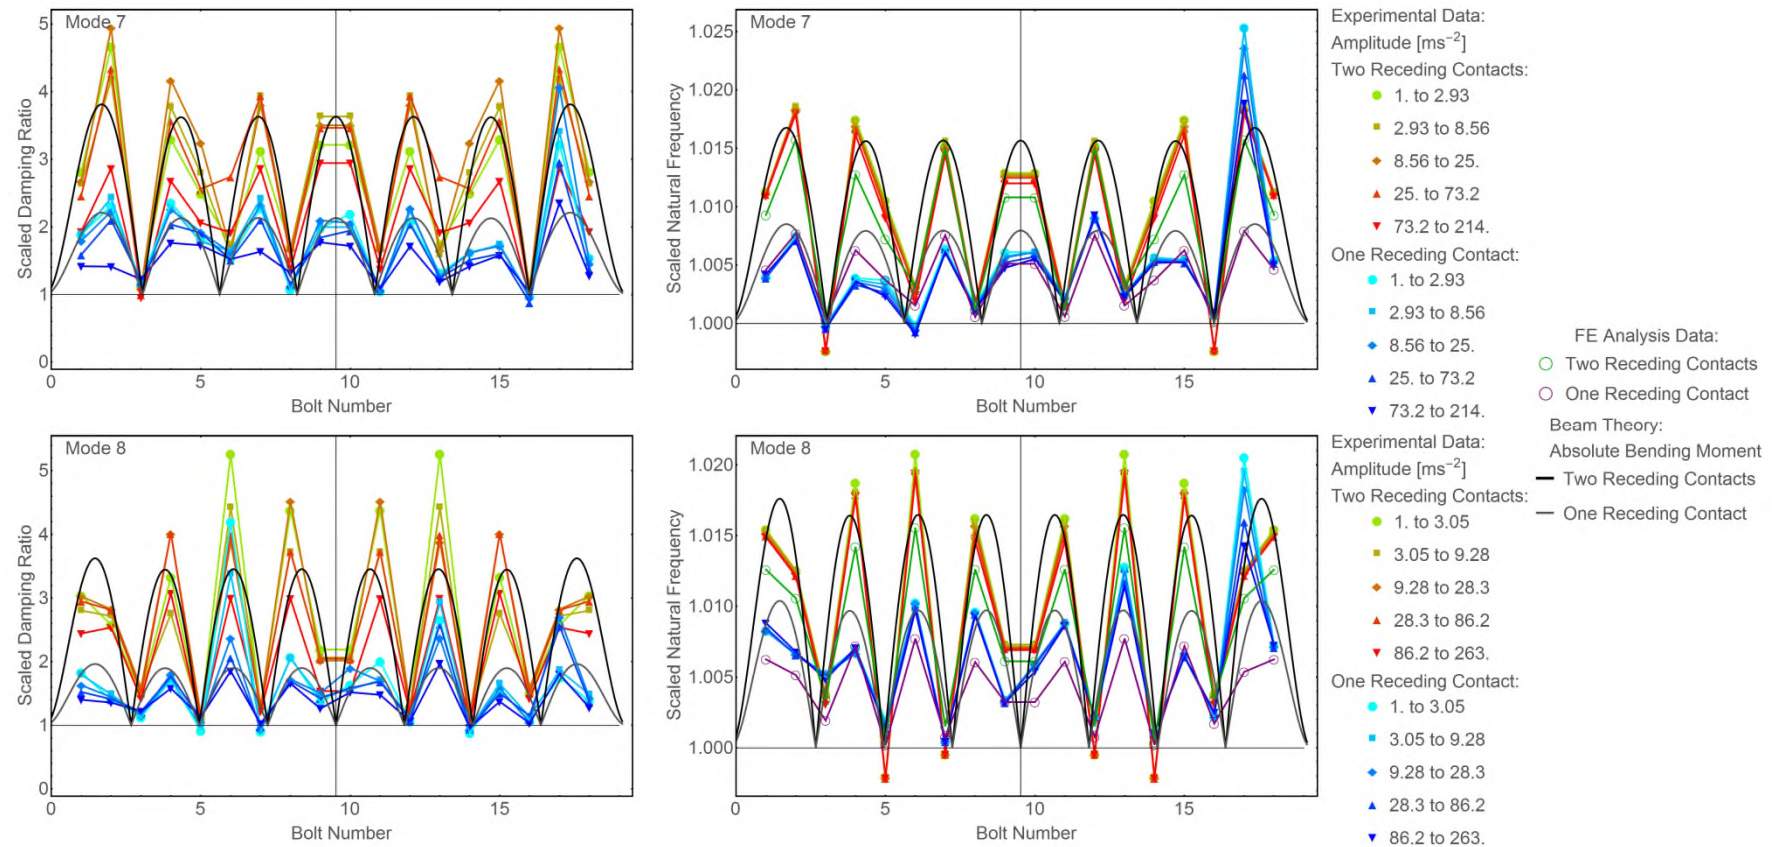 Mode 7
Scaled Damping Ratio
5
4
3
2
1
0
0
5
10
15
Bolt Number
Mode 7
Scaled Natural Frequency
1.025
1.020
1.015
1.010
1.005
1.000
0
5
10
15
Bolt Number
Experimental Data:
Amplitude [ms⁻²]
Two Receding Contacts:
1. to 2.93
2.93 to 8.56
8.56 to 25.
25. to 73.2
73.2 to 214.
One Receding Contact:
1. to 2.93
2.93 to 8.56
8.56 to 25.
25. to 73.2
73.2 to 214.
FE Analysis Data:
Two Receding Contacts
One Receding Contact
Beam Theory:
Absolute Bending Moment
Two Receding Contacts
One Receding Contact
Mode 8
Scaled Damping Ratio
5
4
3
2
1
0
0
5
10
15
Bolt Number
Mode 8
Scaled Natural Frequency
1.020
1.015
1.010
1.005
1.000
0
5
10
15
Bolt Number
Experimental Data:
Amplitude [ms⁻²]
Two Receding Contacts:
1. to 3.05
3.05 to 9.28
9.28 to 28.3
28.3 to 86.2
86.2 to 263.
One Receding Contact:
1. to 3.05
3.05 to 9.28
9.28 to 28.3
28.3 to 86.2
86.2 to 263.